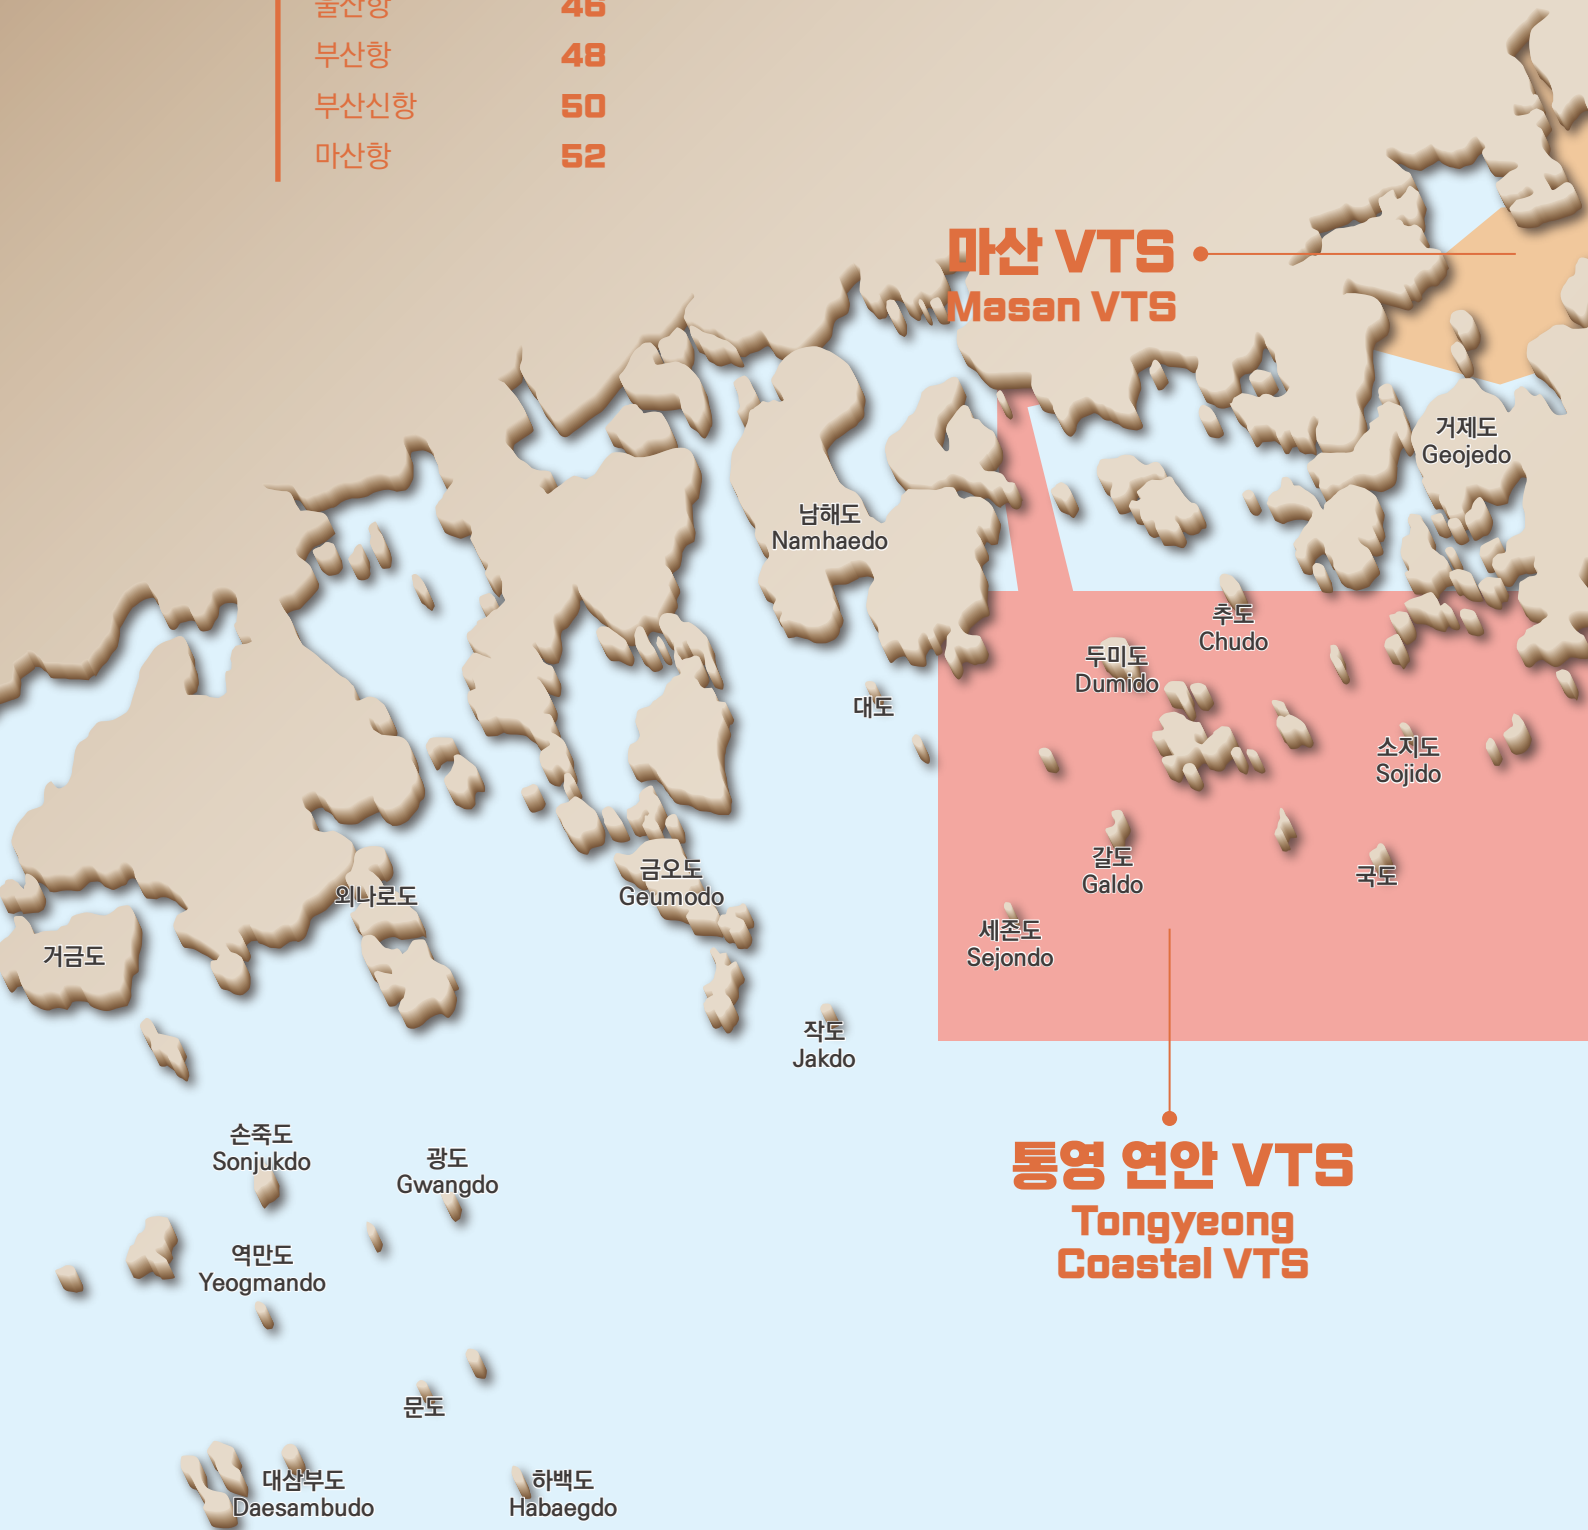 울산항 46
부산항 48
부산신항 50
마산항 52
마산 VTS
Masan VTS
거제도
Geojedo
남해도
Namhaedo
추도
Chudo
두미도
Dumido
대도
소지도
Sojido
갈도
Galdo
국도
금오도
Geumodo
외나로도
세존도
Sejondo
거금도
작도
Jakdo
손죽도
Sonjukdo
광도
Gwangdo
통영 연안 VTS
Tongyeong
Coastal VTS
역만도
Yeogmando
문도
대삼부도
Daesambudo
하백도
Habaegdo